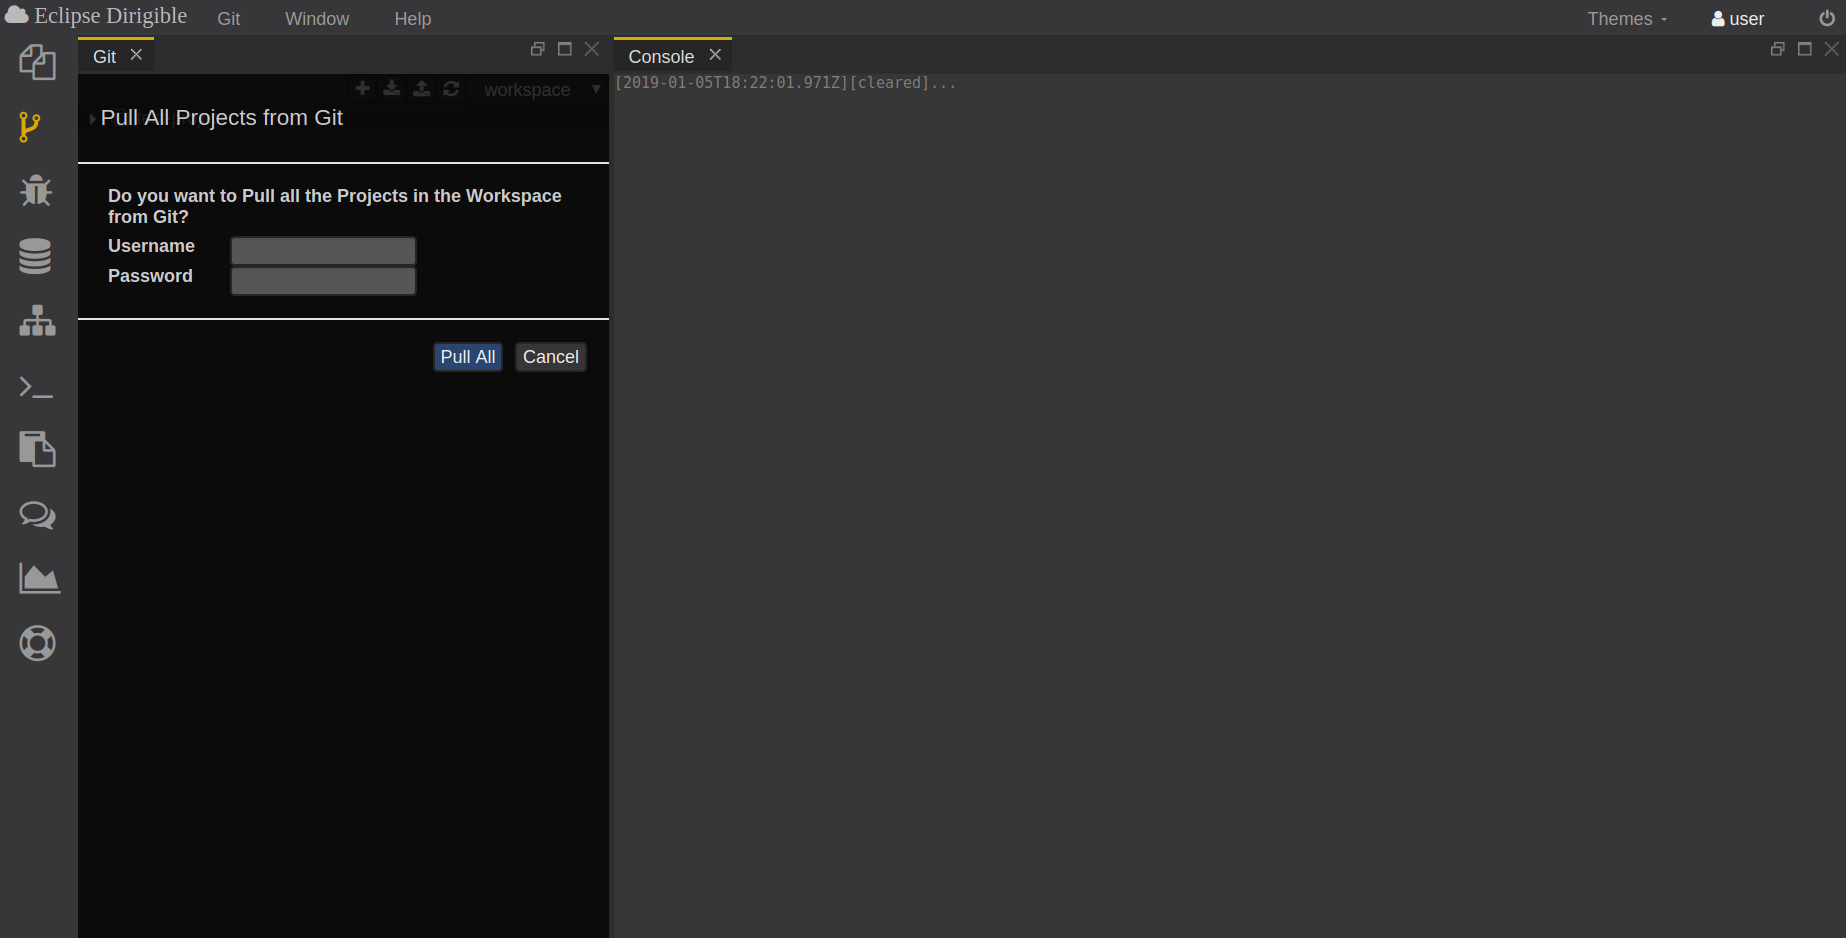 Eclipse Dirigible Git Window Help Themes user
Git
Console
workspace
[2019-01-05T18:22:01.971Z][cleared]...
Pull All Projects from Git
Do you want to Pull all the Projects in the Workspace
from Git?
Username
Password
Pull All Cancel